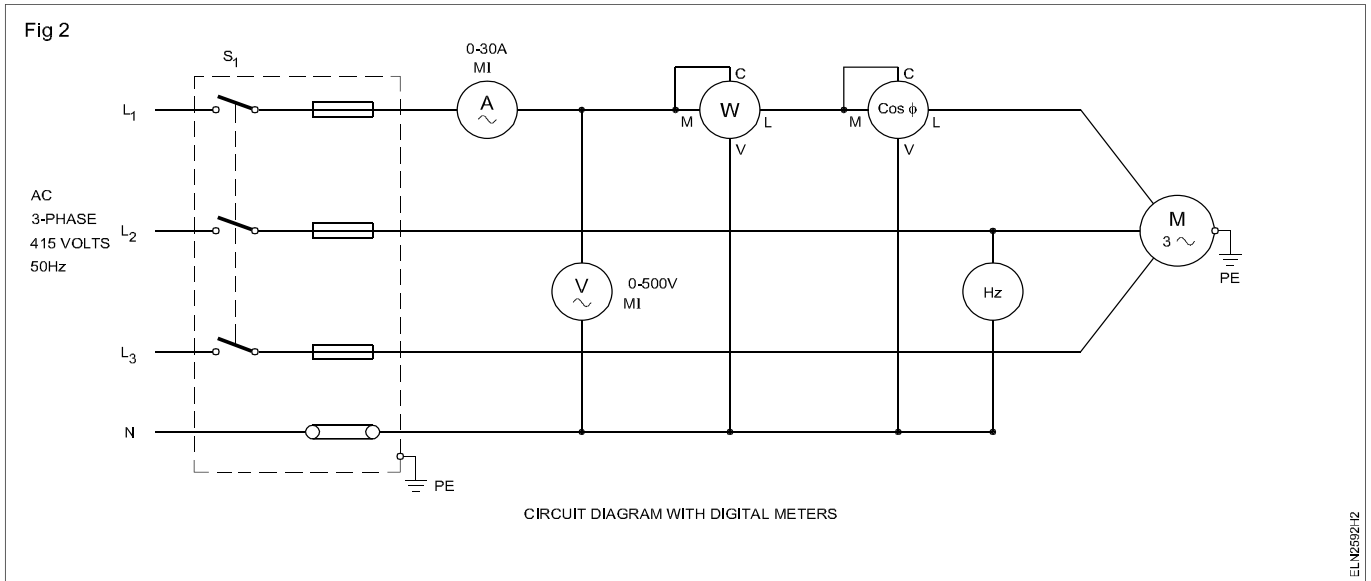 Fig 2
S1
0-30A
MI
A
L1
C
M
W
L
V
C
M
Cos ϕ
L
V
AC
3-PHASE
415 VOLTS
50Hz
L2
M
3
PE
V
0-500V
MI
Hz
L3
N
PE
CIRCUIT DIAGRAM WITH DIGITAL METERS
ELN2592H2